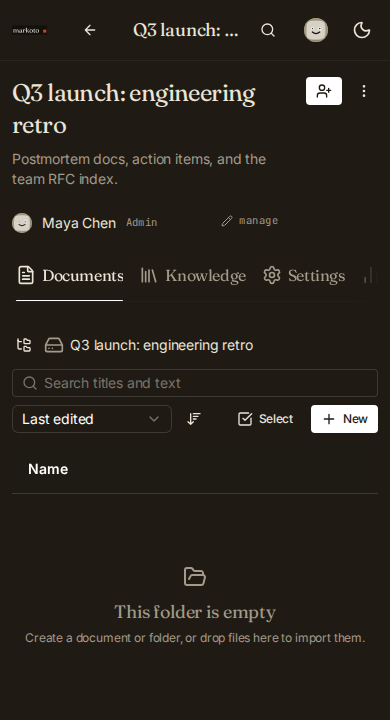 markoto
Q3 launch: ...
Q3 launch: engineering
retro
Postmortem docs, action items, and the
team RFC index.
Maya Chen Admin manage
Documents Knowledge Settings
Q3 launch: engineering retro
Search titles and text
Last edited Select New
Name
This folder is empty
Create a document or folder, or drop files here to import them.